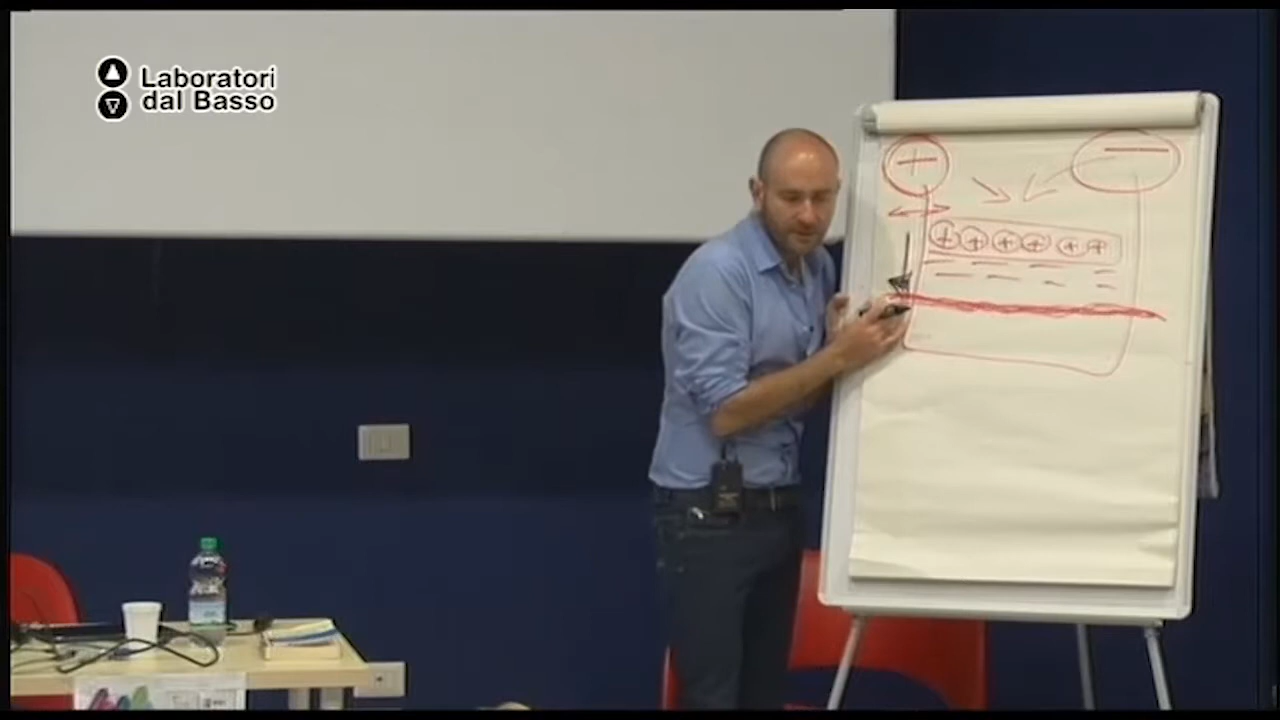 Laboratori
dal Basso
+ −
+ + + + + +
− − − −
− − − −